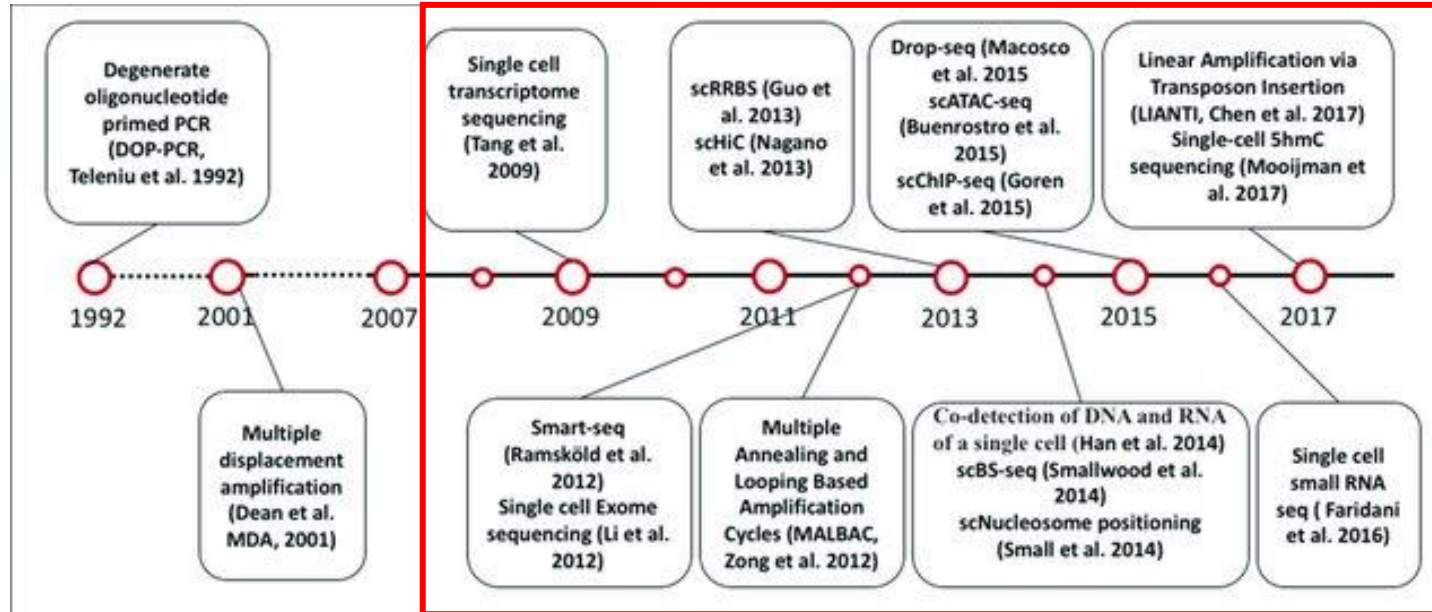 Degenerate
oligonucleotide
primed PCR
(DOP-PCR,
Teleniu et al. 1992)
Single cell
transcriptome
sequencing
(Tang et al.
2009)
scRRBS (Guo et
al. 2013)
scHiC (Nagano
et al. 2013)
Drop-seq (Macosco
et al. 2015
scATAC-seq
(Buenrostro et al.
2015)
scChIP-seq (Goren
et al. 2015)
Linear Amplification via
Transposon Insertion
(LIANTI, Chen et al. 2017)
Single-cell 5hmC
sequencing (Mooijman et
al. 2017)
1992
2001
2007
2009
2011
2013
2015
2017
Multiple
displacement
amplification
(Dean et al.
MDA, 2001)
Smart-seq
(Ramsköld et al.
2012)
Single cell Exome
sequencing (Li et al.
2012)
Multiple
Annealing and
Looping Based
Amplification
Cycles (MALBAC,
Zong et al. 2012)
Co-detection of DNA and RNA
of a single cell (Han et al. 2014)
scBS-seq (Smallwood et al.
2014)
scNucleosome positioning
(Small et al. 2014)
Single cell
small RNA
seq ( Faridani
et al. 2016)